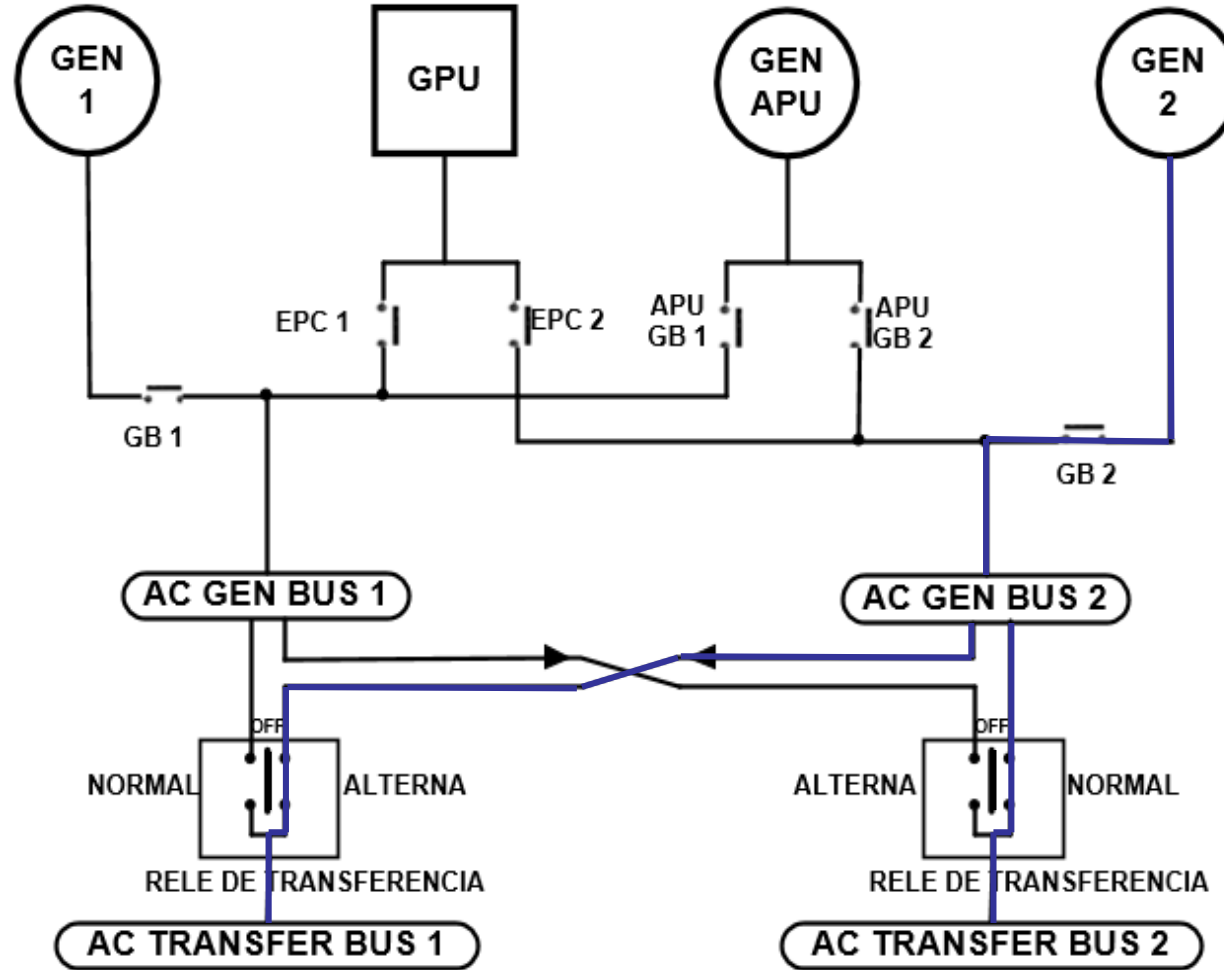 GEN
1
GPU
GEN
APU
GEN
2
EPC 1
EPC 2
APU
GB 1
APU
GB 2
GB 1
GB 2
AC GEN BUS 1
AC GEN BUS 2
OFF
NORMAL
ALTERNA
RELE DE TRANSFERENCIA
OFF
ALTERNA
NORMAL
RELE DE TRANSFERENCIA
AC TRANSFER BUS 1
AC TRANSFER BUS 2